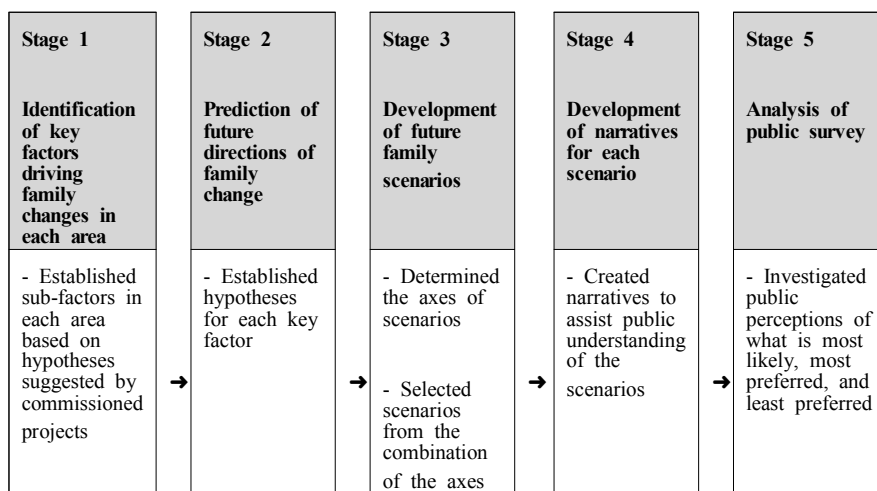 Stage 1
Identification
of key
factors
driving
family
changes in
each area
- Established
sub-factors in
each area
based on
hypotheses
suggested by
commissioned
projects
➔
Stage 2
Prediction of
future
directions of
family
change
- Established
hypotheses
for each key
factor
➔
Stage 3
Development
of future
family
scenarios
- Determined
the axes of
scenarios
- Selected
scenarios
from the
combination
of the axes
➔
Stage 4
Development
of narratives
for each
scenario
- Created
narratives to
assist public
understanding
of the
scenarios
➔
Stage 5
Analysis of
public survey
- Investigated
public
perceptions of
what is most
likely, most
preferred, and
least preferred